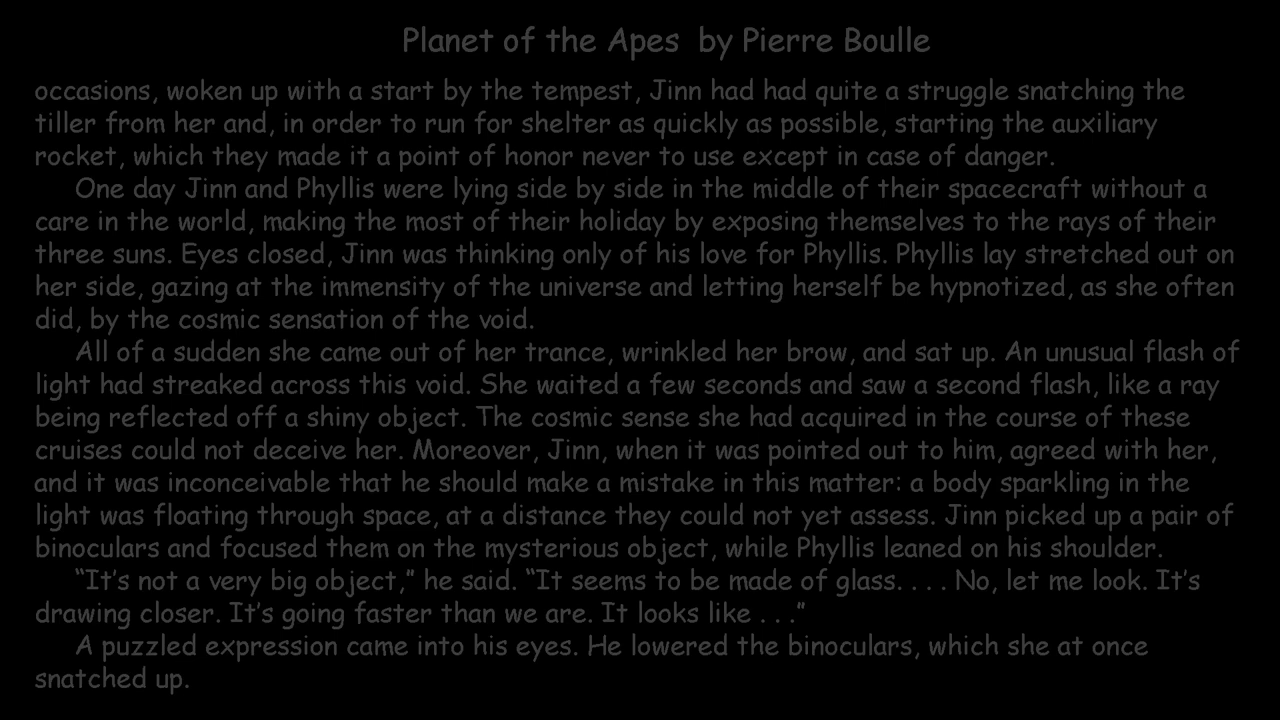 Planet of the Apes  by Pierre Boulle
occasions, woken up with a start by the tempest, Jinn had had quite a struggle snatching the
tiller from her and, in order to run for shelter as quickly as possible, starting the auxiliary
rocket, which they made it a point of honor never to use except in case of danger.
One day Jinn and Phyllis were lying side by side in the middle of their spacecraft without a
care in the world, making the most of their holiday by exposing themselves to the rays of their
three suns. Eyes closed, Jinn was thinking only of his love for Phyllis. Phyllis lay stretched out on
her side, gazing at the immensity of the universe and letting herself be hypnotized, as she often
did, by the cosmic sensation of the void.
All of a sudden she came out of her trance, wrinkled her brow, and sat up. An unusual flash of
light had streaked across this void. She waited a few seconds and saw a second flash, like a ray
being reflected off a shiny object. The cosmic sense she had acquired in the course of these
cruises could not deceive her. Moreover, Jinn, when it was pointed out to him, agreed with her,
and it was inconceivable that he should make a mistake in this matter: a body sparkling in the
light was floating through space, at a distance they could not yet assess. Jinn picked up a pair of
binoculars and focused them on the mysterious object, while Phyllis leaned on his shoulder.
“It’s not a very big object,” he said. “It seems to be made of glass. . . . No, let me look. It’s
drawing closer. It’s going faster than we are. It looks like . . .”
A puzzled expression came into his eyes. He lowered the binoculars, which she at once
snatched up.